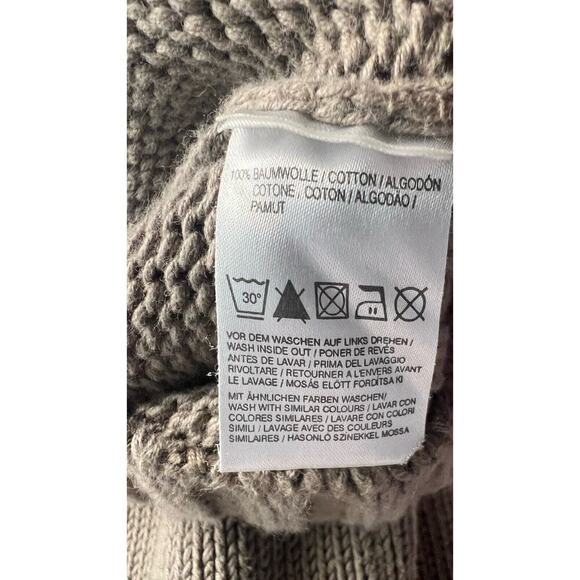 100% BAUMWOLLE / COTTON / ALGODÓN
COTONE, COTON / ALGODÃO /
PAMUT
30°
VOR DEM WASCHEN AUF LINKS DREHEN /
WASH INSIDE OUT / PONER DE REVÉS
ANTES DE LAVAR / PRIMA DEL LAVAGGIO
RIVOLTARE / RETOURNER A L'ENVERS AVANT
LE LAVAGE / MOSÁS ELÖTT FORDÍTSA KI
MIT ÄHNLICHEN FARBEN WASCHEN /
WASH WITH SIMILAR COLOURS / LAVAR CON
COLORES SIMILARES / LAVARE CON COLORI
SIMILI / LAVAGE AVEC DES COULEURS
SIMILAIRES / HASONLÓ SZINEKKEL MOSSA